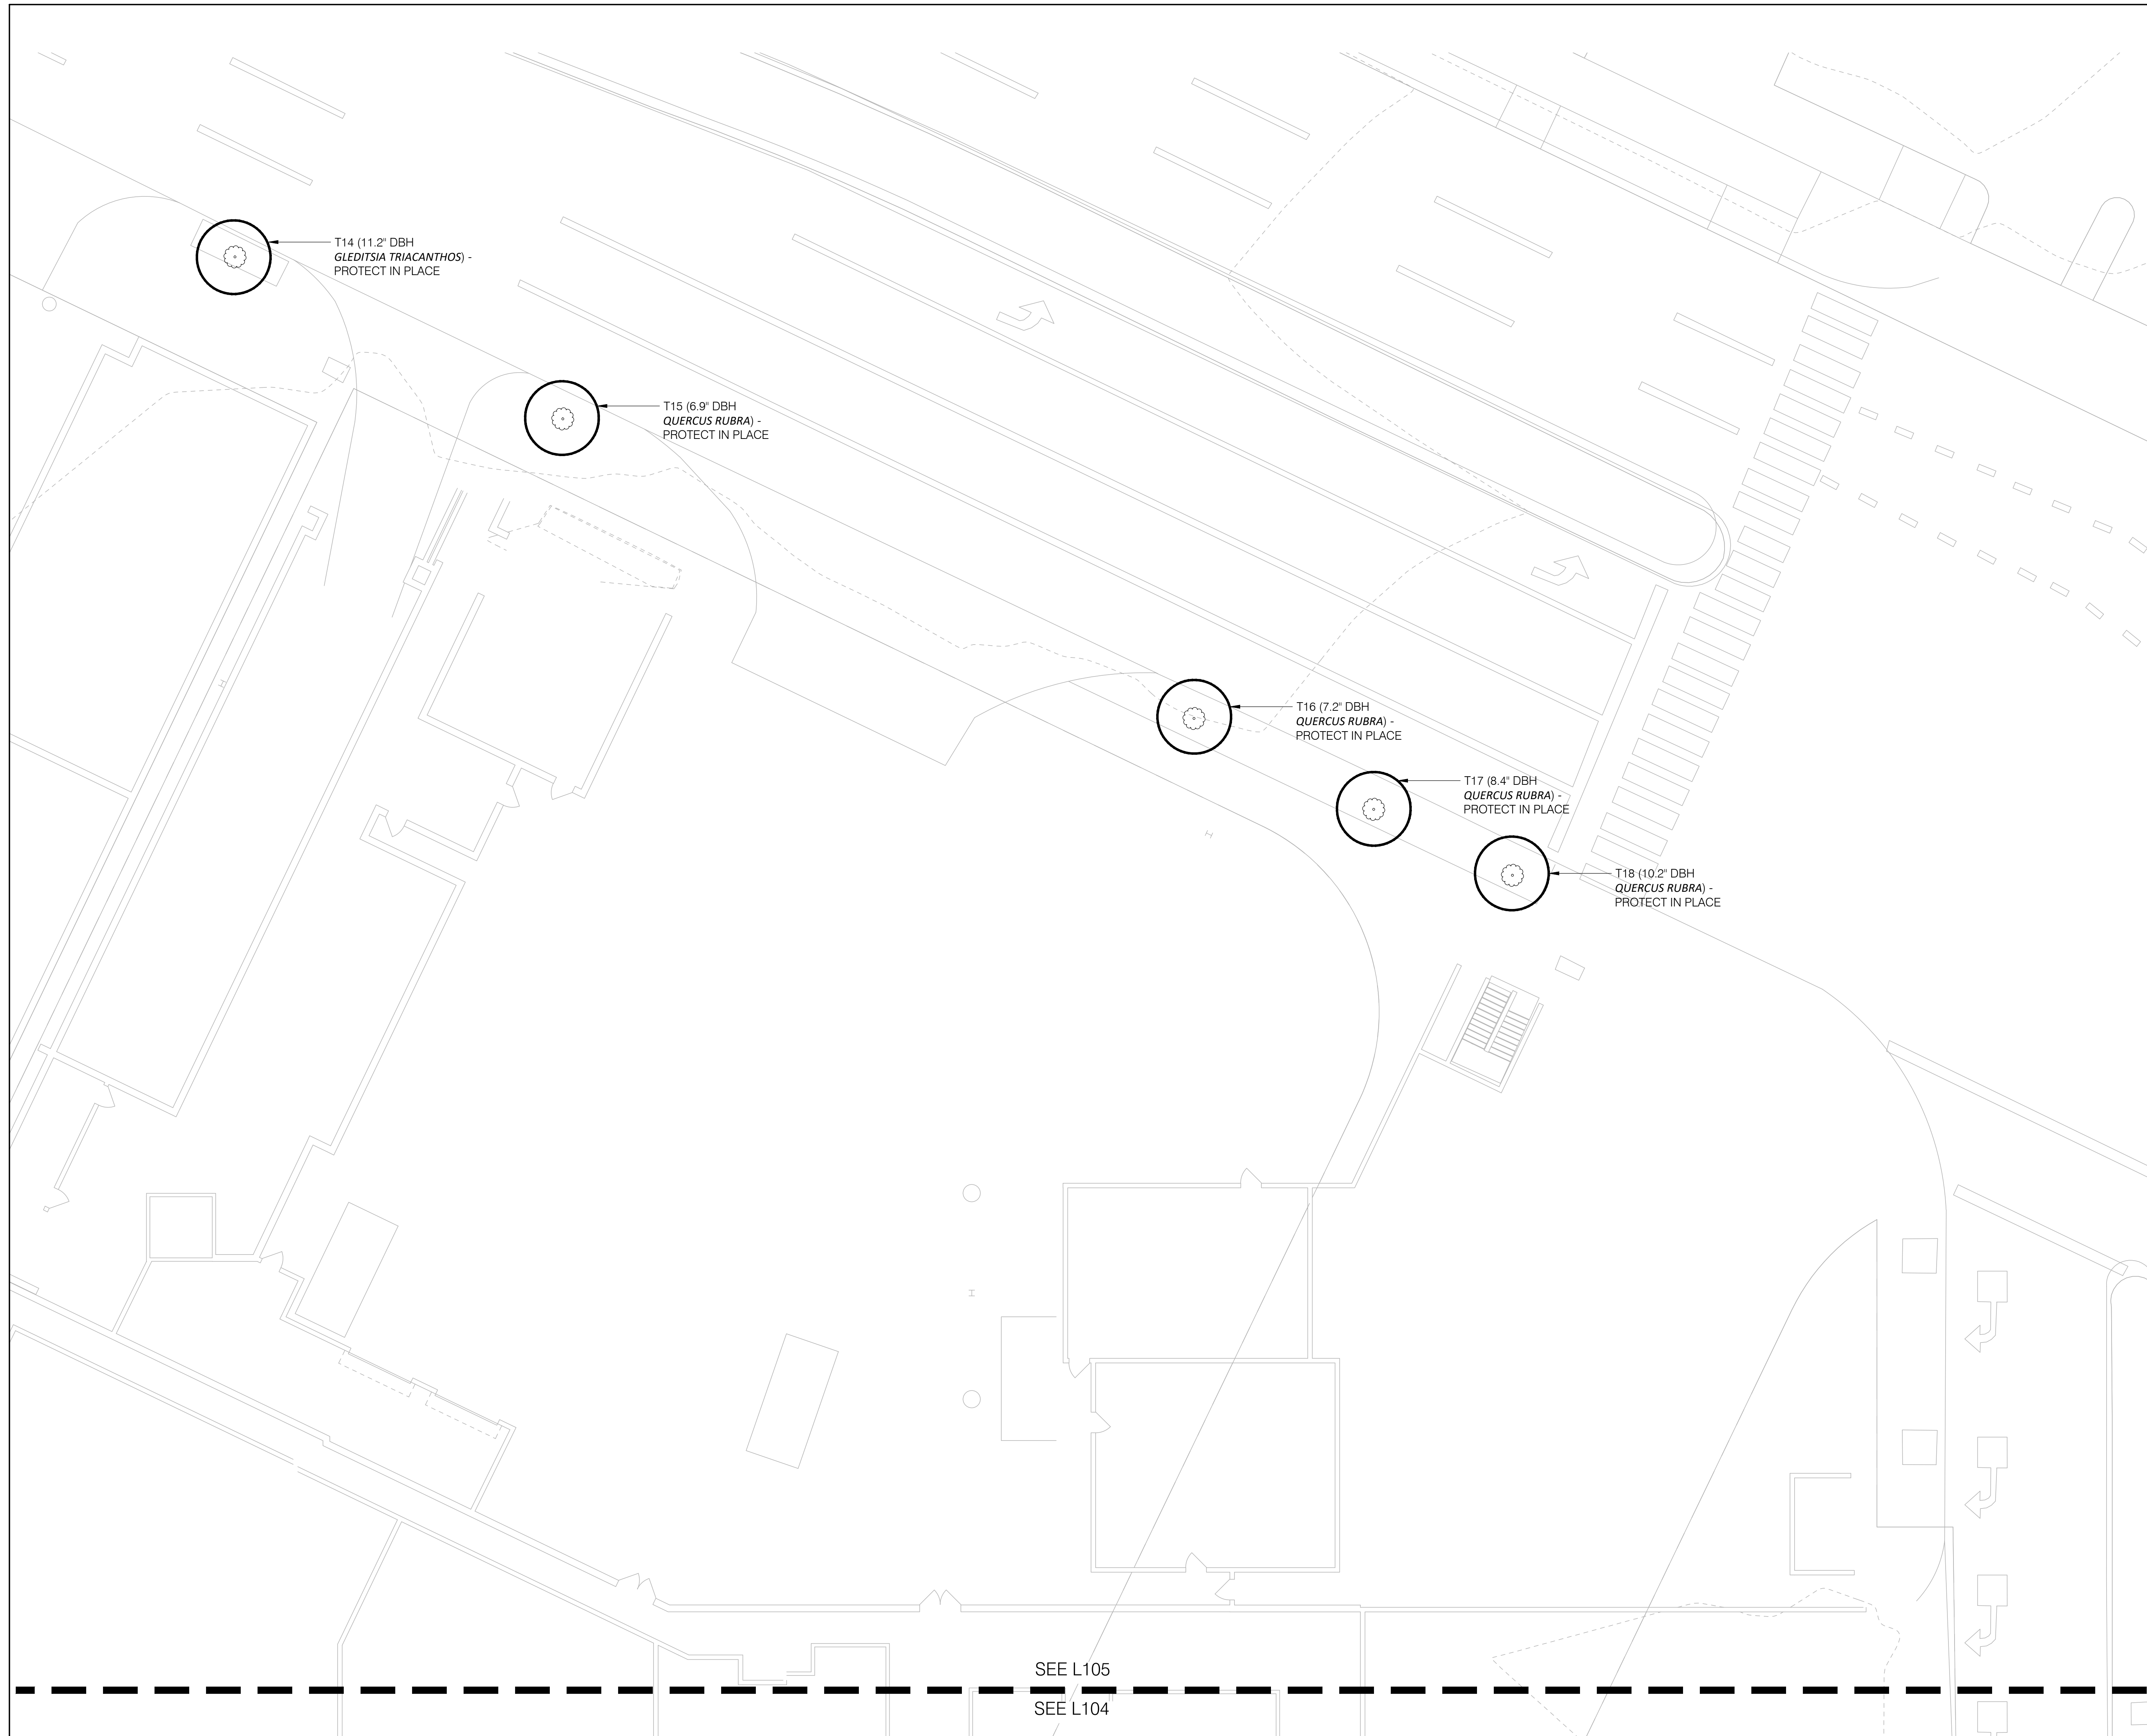 T14 (11.2" DBH
GLEDITSIA TRIACANTHOS) -
PROTECT IN PLACE
T15 (6.9" DBH
QUERCUS RUBRA) -
PROTECT IN PLACE
T16 (7.2" DBH
QUERCUS RUBRA) -
PROTECT IN PLACE
T17 (8.4" DBH
QUERCUS RUBRA) -
PROTECT IN PLACE
T18 (10.2" DBH
QUERCUS RUBRA) -
PROTECT IN PLACE
SEE L105
SEE L104